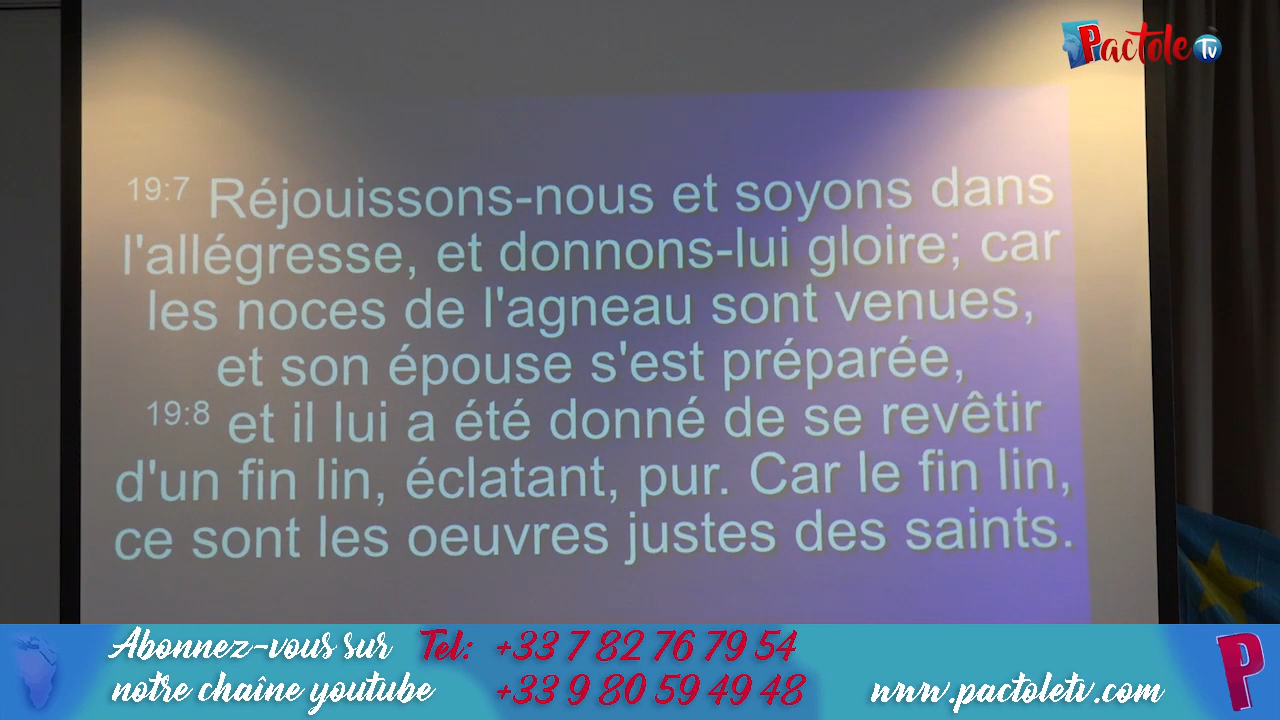 Pactole Tv
19:7 Réjouissons-nous et soyons dans
l'allégresse, et donnons-lui gloire; car
les noces de l'agneau sont venues,
et son épouse s'est préparée,
19:8 et il lui a été donné de se revêtir
d'un fin lin, éclatant, pur. Car le fin lin,
ce sont les oeuvres justes des saints.
Abonnez-vous sur
notre chaîne youtube
Tel: +33 7 82 76 79 54
+33 9 80 59 49 48
www.pactoletv.com
P